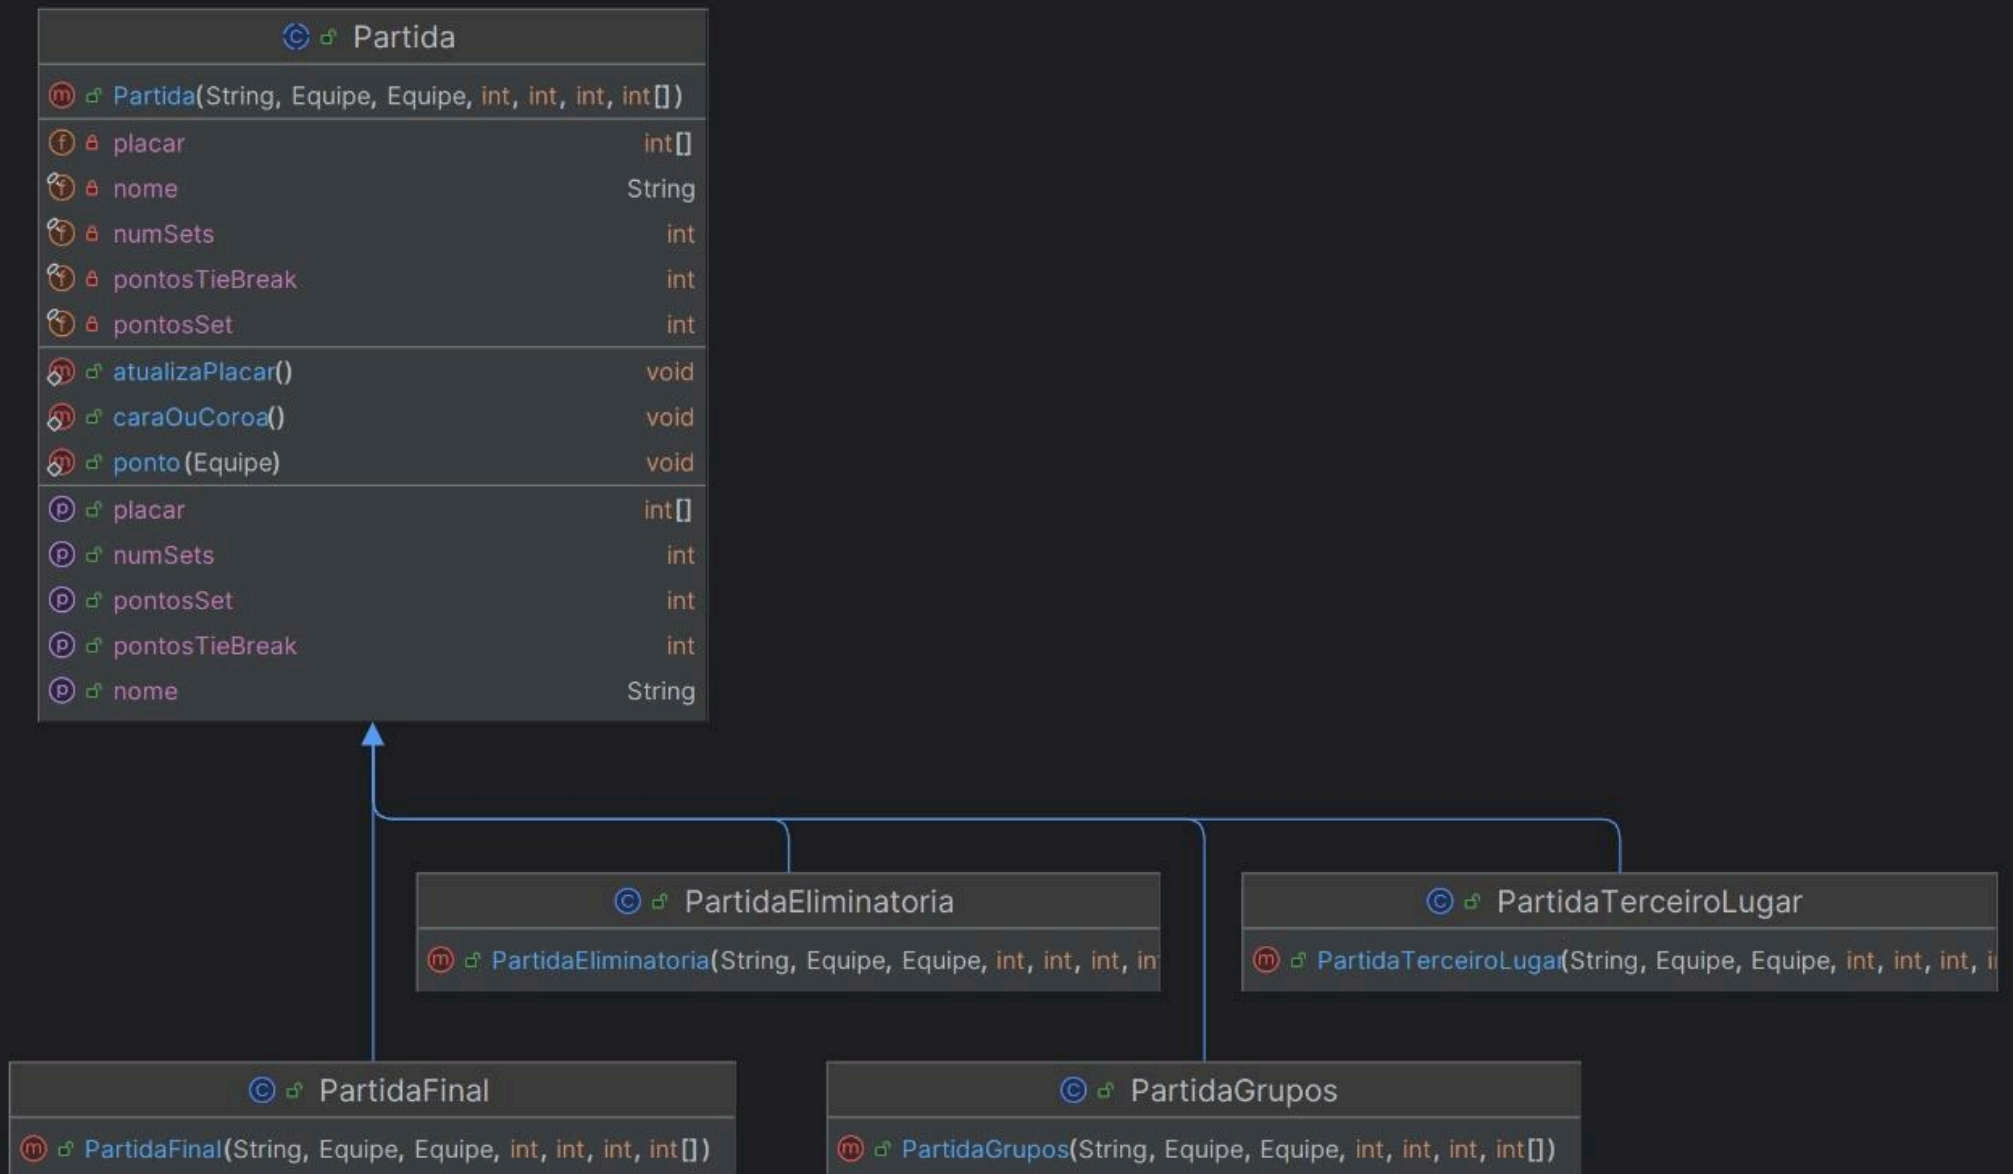 Partida
Partida(String, Equipe, Equipe, int, int, int, int[])
placar int[]
nome String
numSets int
pontosTieBreak int
pontosSet int
atualizaPlacar() void
caraOuCoroa() void
ponto(Equipe) void
placar int[]
numSets int
pontosSet int
pontosTieBreak int
nome String
PartidaEliminatoria
PartidaEliminatoria(String, Equipe, Equipe, int, int, int, in
PartidaTerceiroLugar
PartidaTerceiroLugar(String, Equipe, Equipe, int, int, int, i
PartidaFinal
PartidaFinal(String, Equipe, Equipe, int, int, int, int[])
PartidaGrupos
PartidaGrupos(String, Equipe, Equipe, int, int, int, int[])